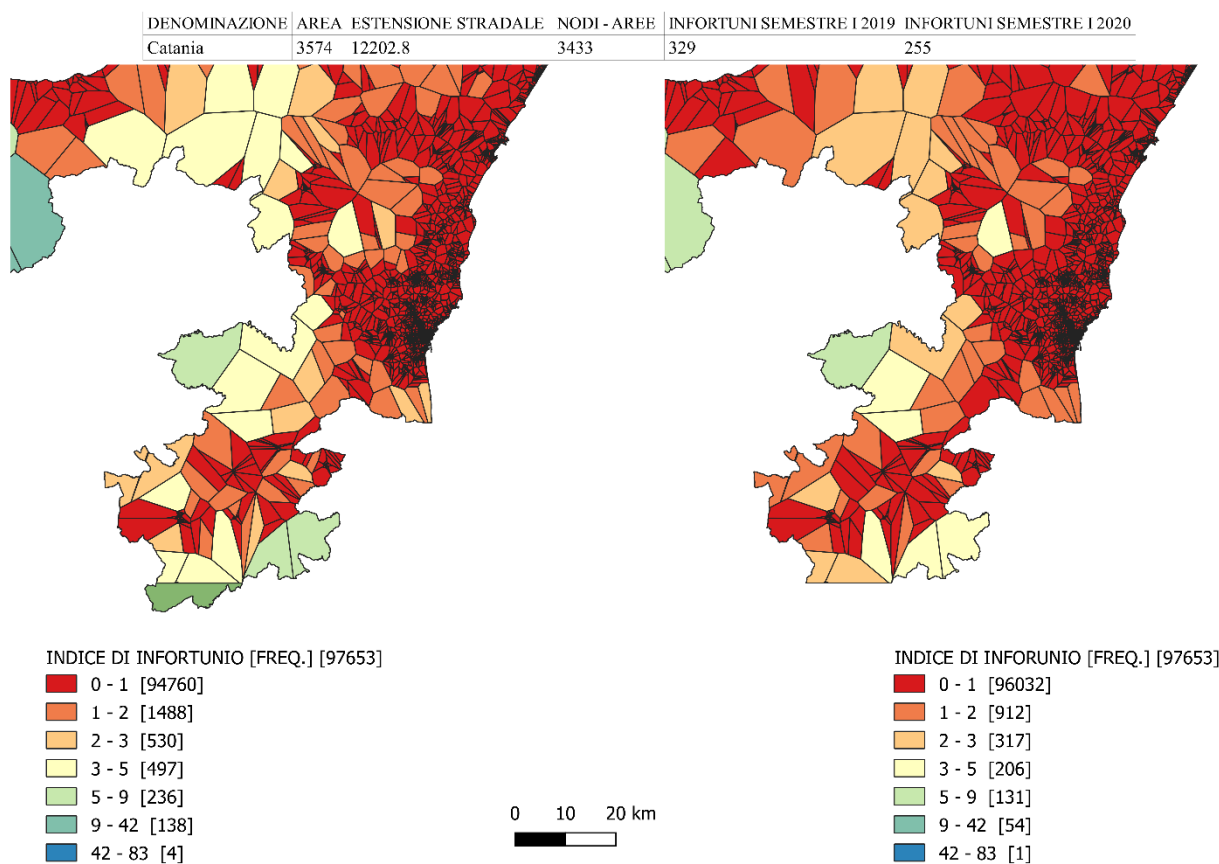 DENOMINAZIONE AREA ESTENSIONE STRADALE NODI - AREE INFORTUNI SEMESTRE I 2019 INFORTUNI SEMESTRE I 2020
Catania 3574 12202.8 3433 329 255
INDICE DI INFORTUNIO [FREQ.] [97653]
0 - 1 [94760]
1 - 2 [1488]
2 - 3 [530]
3 - 5 [497]
5 - 9 [236]
9 - 42 [138]
42 - 83 [4]
0 10 20 km
INDICE DI INFORUNIO [FREQ.] [97653]
0 - 1 [96032]
1 - 2 [912]
2 - 3 [317]
3 - 5 [206]
5 - 9 [131]
9 - 42 [54]
42 - 83 [1]